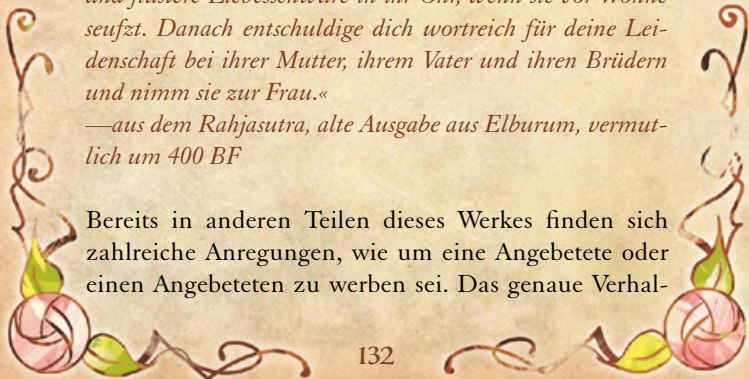 und flüstere Liebesschwüre in ihr Ohr, wenn sie vor Wonne
seufzt. Danach entschuldige dich wortreich für deine Lei-
denschaft bei ihrer Mutter, ihrem Vater und ihren Brüdern
und nimm sie zur Frau.«
—aus dem Rahjasutra, alte Ausgabe aus Elburum, vermut-
lich um 400 BF
Bereits in anderen Teilen dieses Werkes finden sich
zahlreiche Anregungen, wie um eine Angebetete oder
einen Angebeteten zu werben sei. Das genaue Verhal-
132